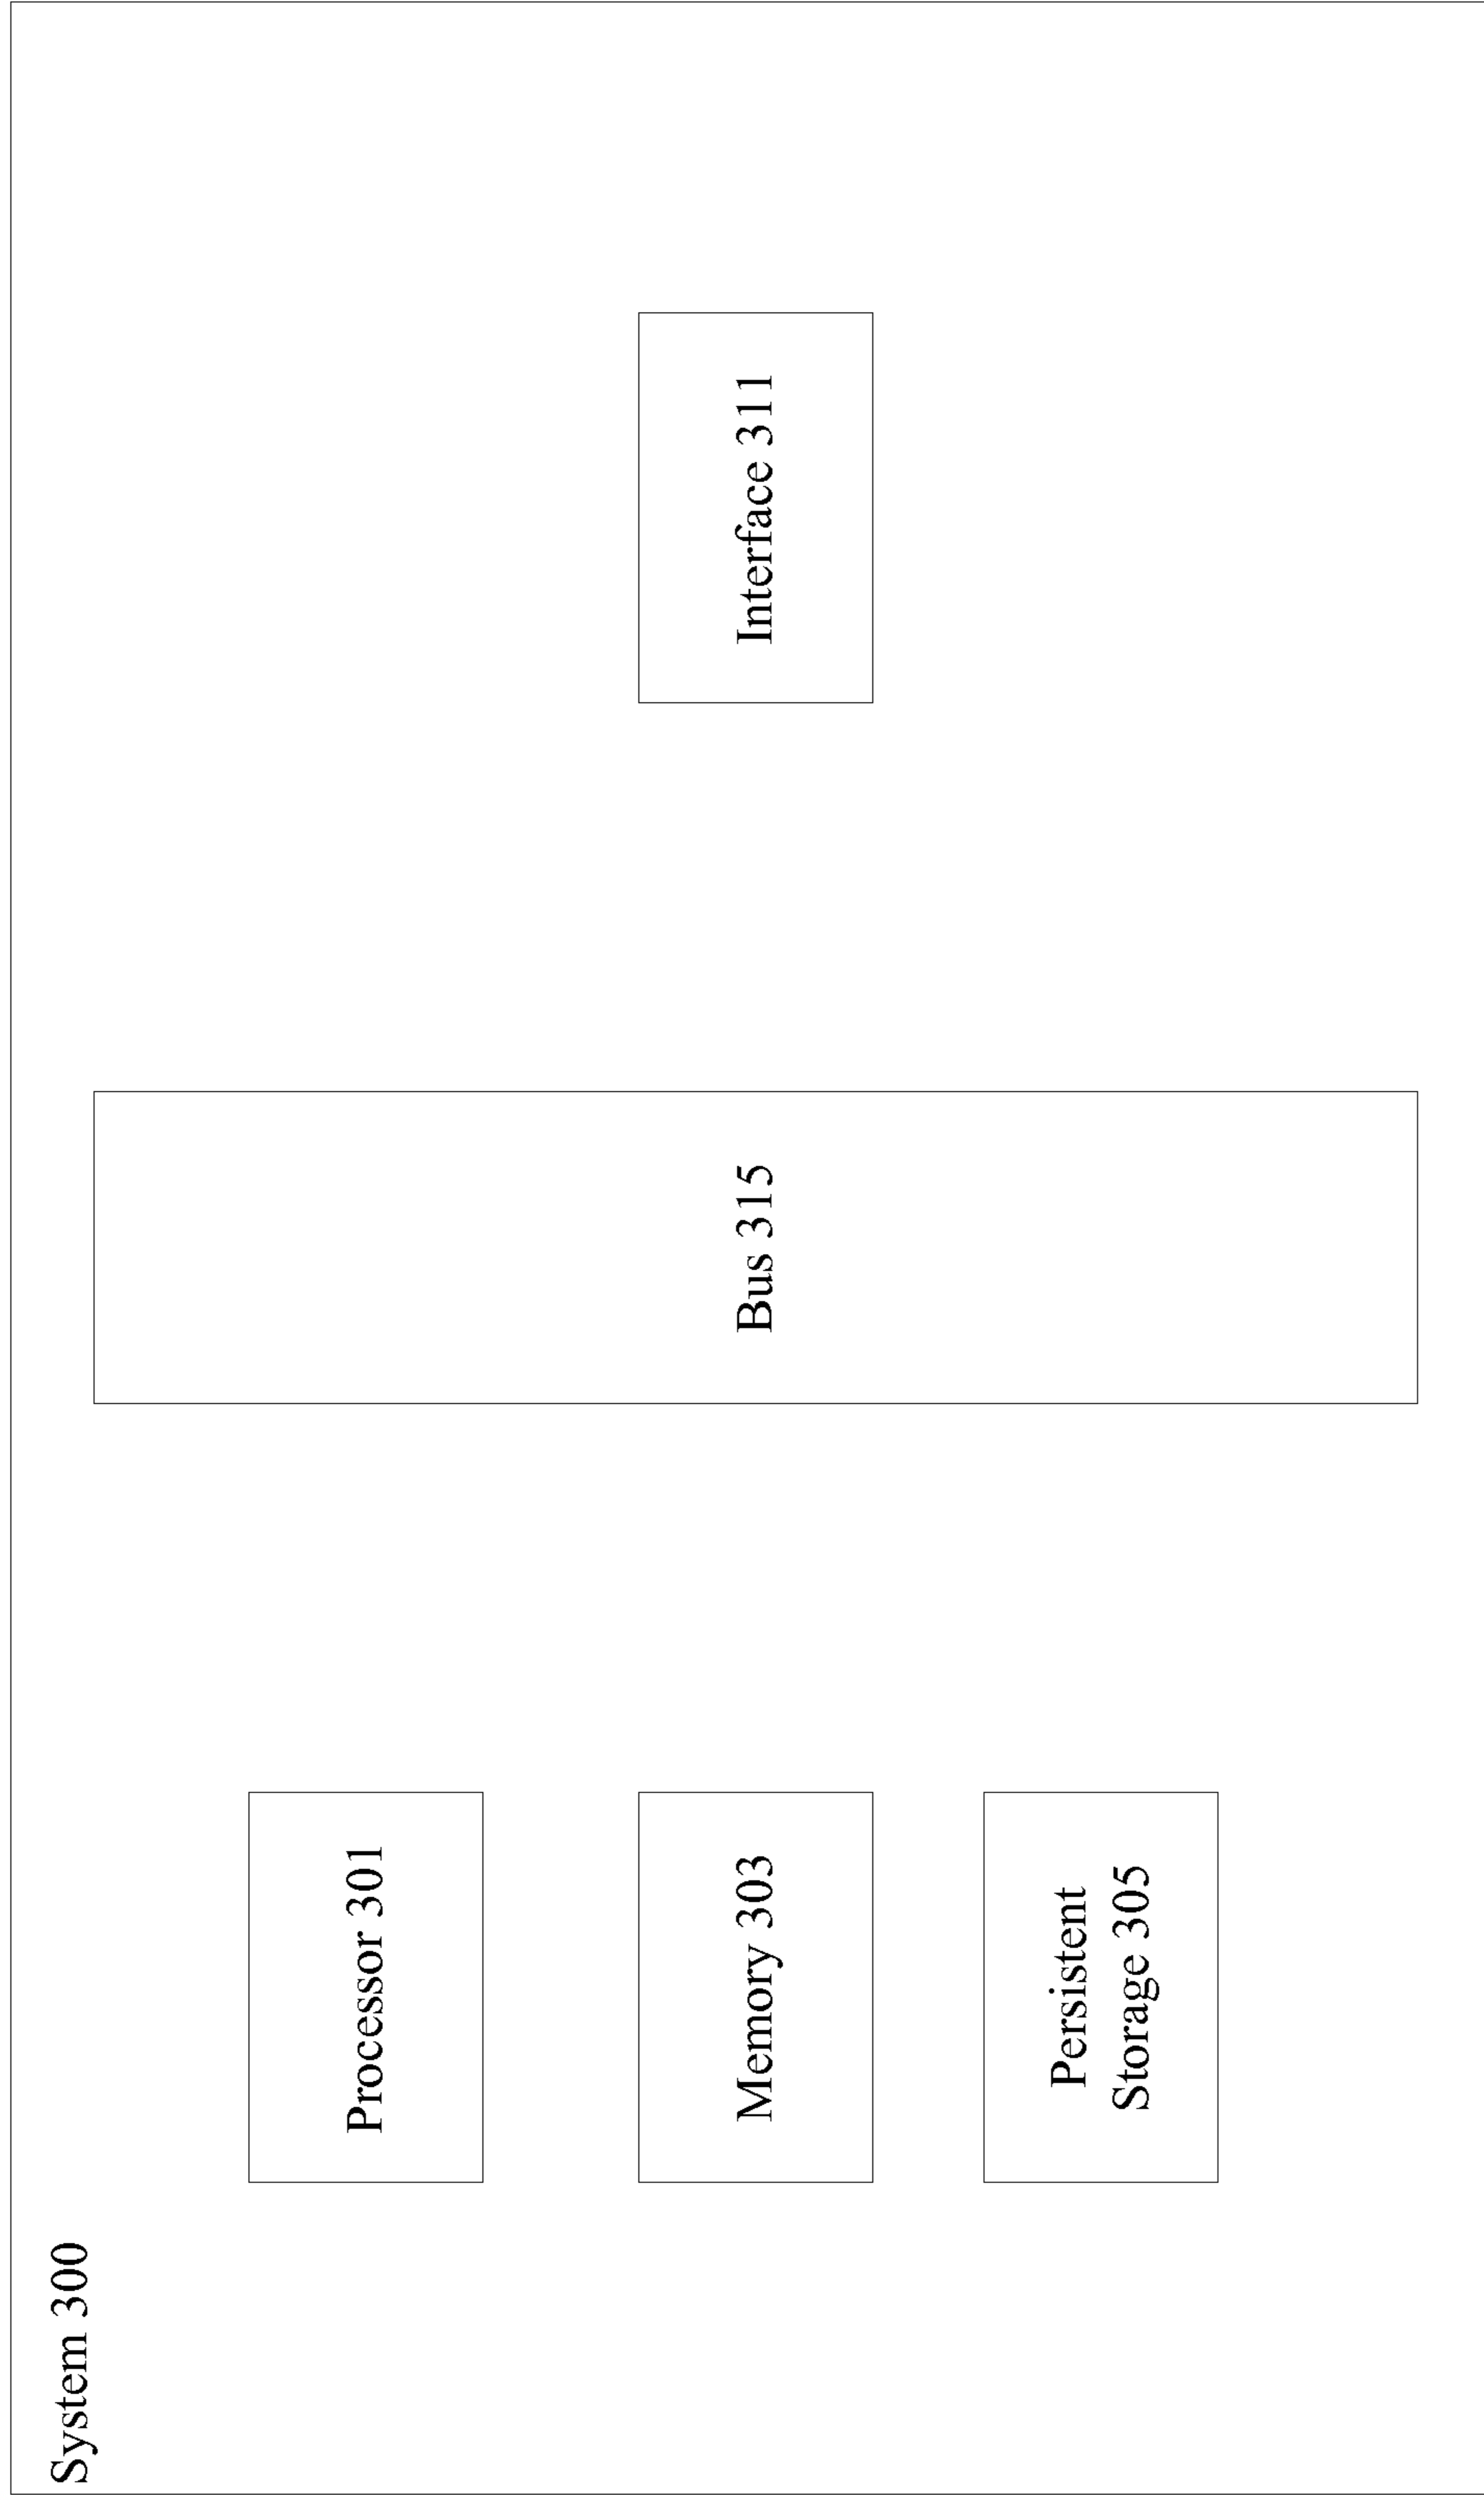 System 300
Processor 301
Memory 303
Persistent
Storage 305
Bus 315
Interface 311